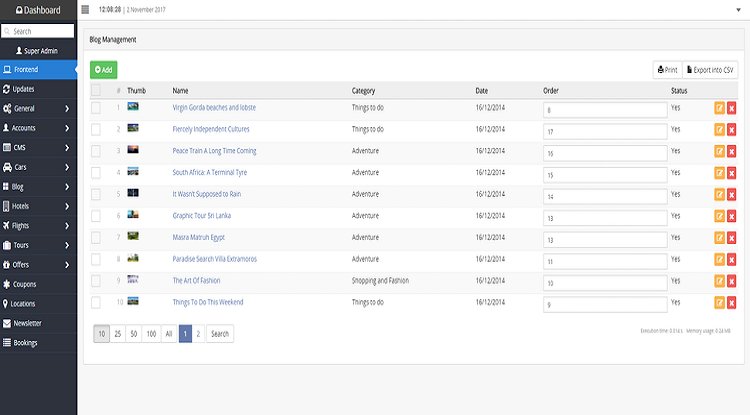 Dashboard
12:08:28 | 2 November 2017
Search
Super Admin
Frontend
Updates
General
Accounts
CMS
Cars
Blog
Hotels
Flights
Tours
Offers
Coupons
Locations
Newsletter
Bookings
Blog Management
Add
Print Export into CSV
# Thumb Name Category Date Order Status
1 Virgin Gorda beaches and lobste Things to do 16/12/2014 8 Yes
2 Fiercely Independent Cultures Things to do 16/12/2014 17 Yes
3 Peace Train A Long Time Coming Adventure 16/12/2014 16 Yes
4 South Africa: A Terminal Tyre Adventure 16/12/2014 15 Yes
5 It Wasn't Supposed to Rain Adventure 16/12/2014 14 Yes
6 Graphic Tour Sri Lanka Adventure 16/12/2014 13 Yes
7 Masra Matruh Egypt Adventure 16/12/2014 13 Yes
8 Paradise Search Villa Extramoros Adventure 16/12/2014 11 Yes
9 The Art Of Fashion Shopping and Fashion 16/12/2014 10 Yes
10 Things To Do This Weekend Things to do 16/12/2014 9 Yes
10 25 50 100 All 1 2 Search
Execution time: 0.014 s - Memory usage: 0.24 MB